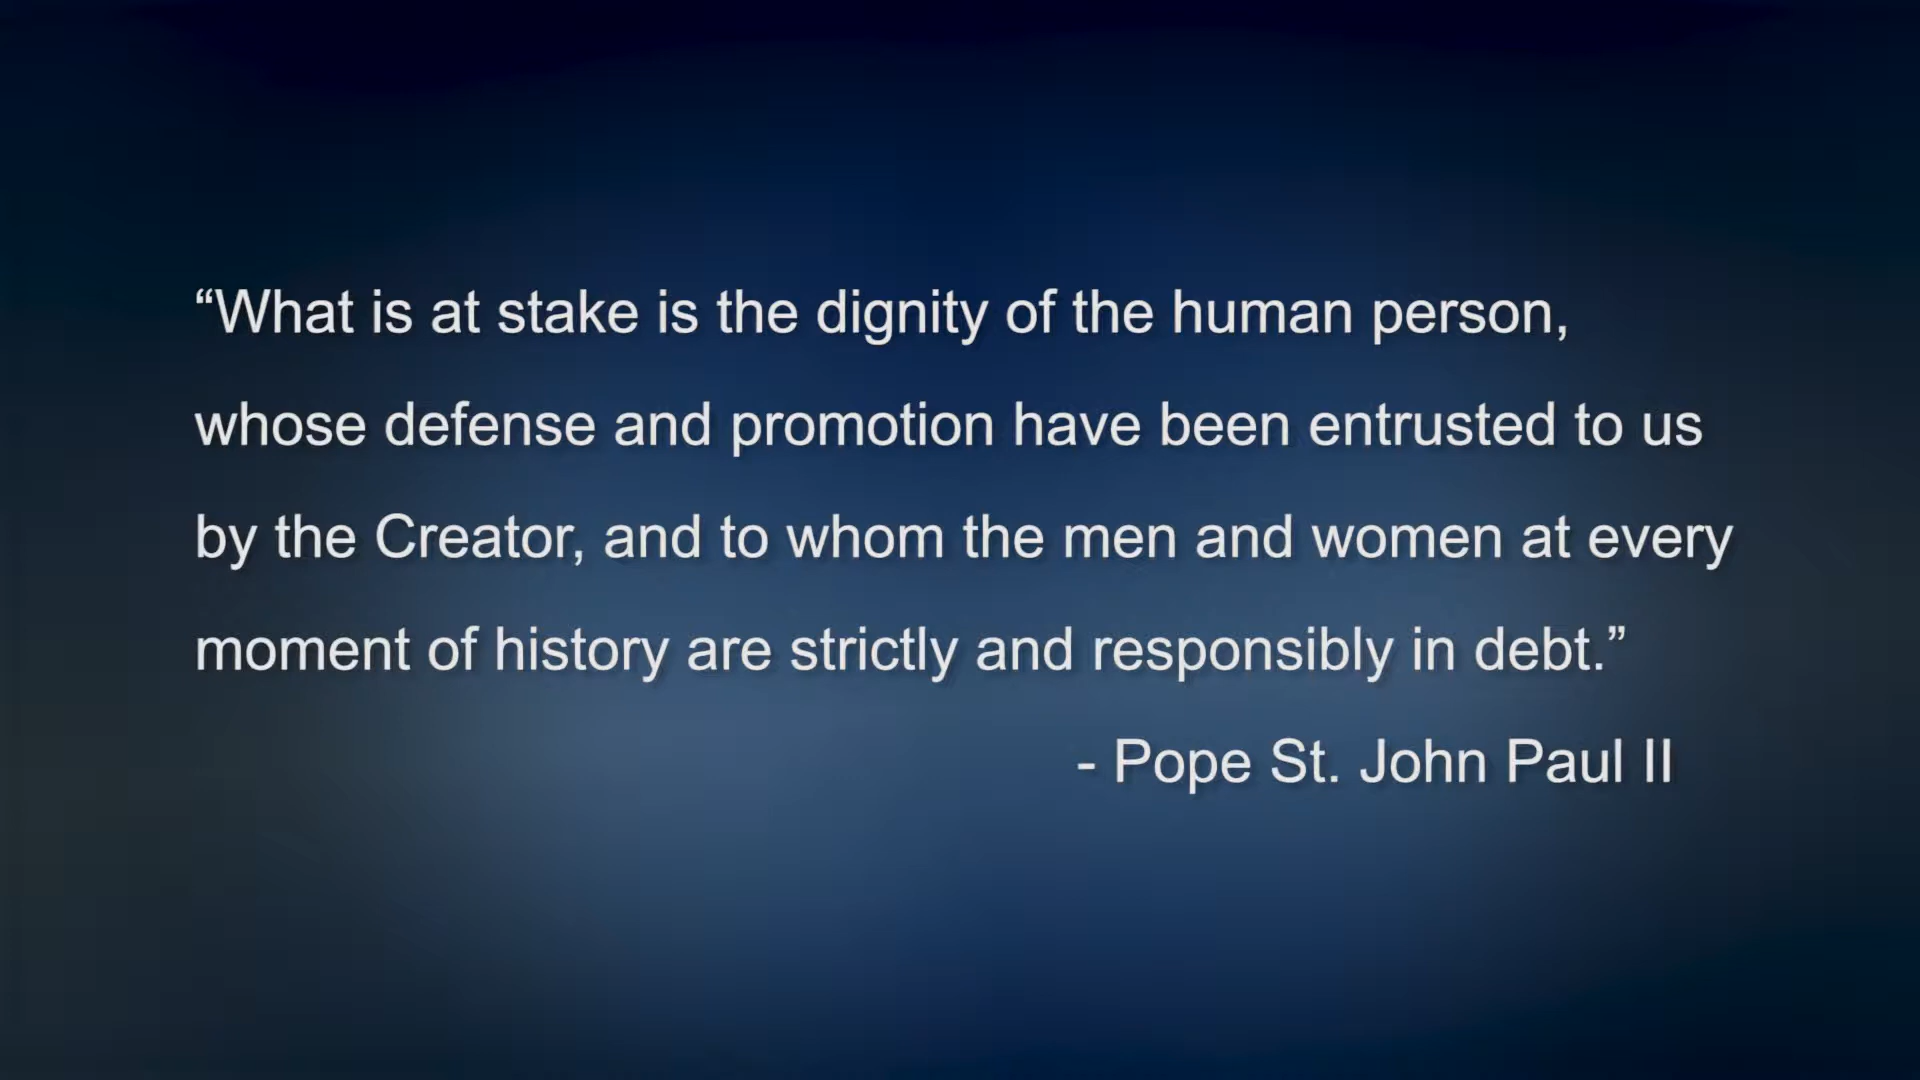 “What is at stake is the dignity of the human person,
whose defense and promotion have been entrusted to us
by the Creator, and to whom the men and women at every
moment of history are strictly and responsibly in debt.”
- Pope St. John Paul II